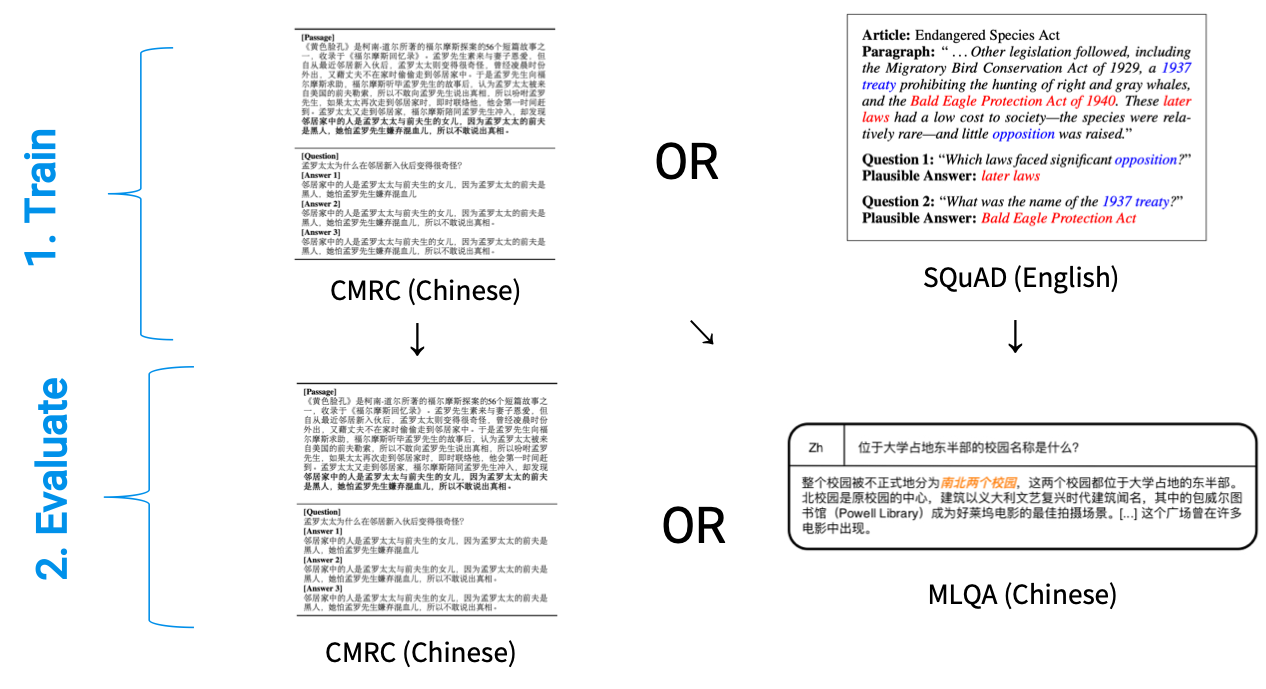 1. Train
[Passage]
《黄色脸孔》是柯南·道尔所著的福尔摩斯探案的56个短篇故事之
一，收录于《福尔摩斯回忆录》。孟罗先生素来与妻子恩爱，但
自从最近邻居新入伙后，孟罗太太则变得很奇怪，曾经凌晨时份
外出，又藉丈夫不在家时偷偷走到邻居家中。于是孟罗先生向福
尔摩斯求助，福尔摩斯听毕孟罗先生的故事后，认为孟罗太太被来
自美国的前夫勒索，所以不敢向孟罗先生说出真相，所以吩咐孟罗
先生，如果太太再次走到邻居家时，即时联络他，他会第一时间赶
到。孟罗太太又走到邻居家，福尔摩斯陪同孟罗先生冲入，却发现
邻居家中的人是孟罗太太与前夫生的女儿，因为孟罗太太的前夫
是黑人，她怕孟罗先生嫌弃混血儿，所以不敢说出真相。
[Question]
孟罗太太为什么在邻居新入伙后变得很奇怪?
[Answer 1]
邻居家中的人是孟罗太太与前夫生的女儿，因为孟罗太太的前夫是
黑人，她怕孟罗先生嫌弃混血儿
[Answer 2]
邻居家中的人是孟罗太太与前夫生的女儿，因为孟罗太太的前夫是
黑人，她怕孟罗先生嫌弃混血儿，所以不敢说出真相。
[Answer 3]
邻居家中的人是孟罗太太与前夫生的女儿，因为孟罗太太的前夫是
黑人，她怕孟罗先生嫌弃混血儿，所以不敢说出真相。
CMRC (Chinese)
OR
Article: Endangered Species Act
Paragraph: “ … Other legislation followed, including
the Migratory Bird Conservation Act of 1929, a 1937
treaty prohibiting the hunting of right and gray whales,
and the Bald Eagle Protection Act of 1940. These later
laws had a low cost to society—the species were rela-
tively rare—and little opposition was raised.”
Question 1: “Which laws faced significant opposition?”
Plausible Answer: later laws
Question 2: “What was the name of the 1937 treaty?”
Plausible Answer: Bald Eagle Protection Act
SQuAD (English)
2. Evaluate
[Passage]
《黄色脸孔》是柯南·道尔所著的福尔摩斯探案的56个短篇故事之
一，收录于《福尔摩斯回忆录》。孟罗先生素来与妻子恩爱，但
自从最近邻居新入伙后，孟罗太太则变得很奇怪，曾经凌晨时份
外出，又藉丈夫不在家时偷偷走到邻居家中。于是孟罗先生向福
尔摩斯求助，福尔摩斯听毕孟罗先生的故事后，认为孟罗太太被来
自美国的前夫勒索，所以不敢向孟罗先生说出真相，所以吩咐孟罗
先生，如果太太再次走到邻居家时，即时联络他，他会第一时间赶
到。孟罗太太又走到邻居家，福尔摩斯陪同孟罗先生冲入，却发现
邻居家中的人是孟罗太太与前夫生的女儿，因为孟罗太太的前夫
是黑人，她怕孟罗先生嫌弃混血儿，所以不敢说出真相。
[Question]
孟罗太太为什么在邻居新入伙后变得很奇怪?
[Answer 1]
邻居家中的人是孟罗太太与前夫生的女儿，因为孟罗太太的前夫是
黑人，她怕孟罗先生嫌弃混血儿
[Answer 2]
邻居家中的人是孟罗太太与前夫生的女儿，因为孟罗太太的前夫是
黑人，她怕孟罗先生嫌弃混血儿，所以不敢说出真相。
[Answer 3]
邻居家中的人是孟罗太太与前夫生的女儿，因为孟罗太太的前夫是
黑人，她怕孟罗先生嫌弃混血儿，所以不敢说出真相。
CMRC (Chinese)
OR
Zh
位于大学占地东半部的校园名称是什么?
整个校园被不正式地分为南北两个校园，这两个校园都位于大学占地的东半部。
北校园是原校园的中心，建筑以义大利文艺复兴时代建筑闻名，其中的包威尔图
书馆（Powell Library）成为好莱坞电影的最佳拍摄场景。[...] 这个广场曾在许多
电影中出现。
MLQA (Chinese)